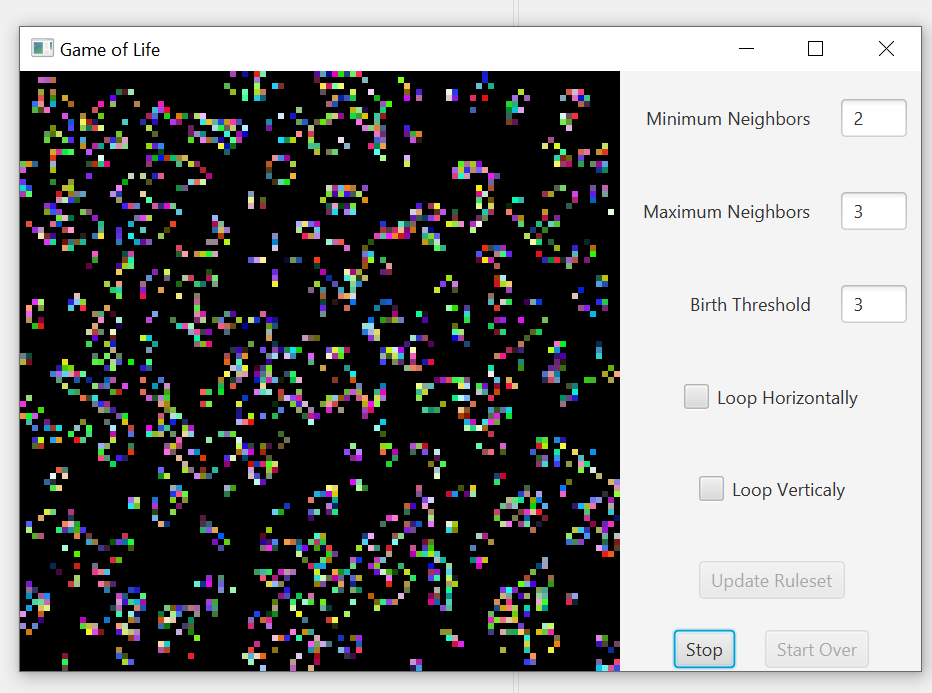 Game of Life
Minimum Neighbors 2
Maximum Neighbors 3
Birth Threshold 3
Loop Horizontally
Loop Verticaly
Update Ruleset
Stop Start Over